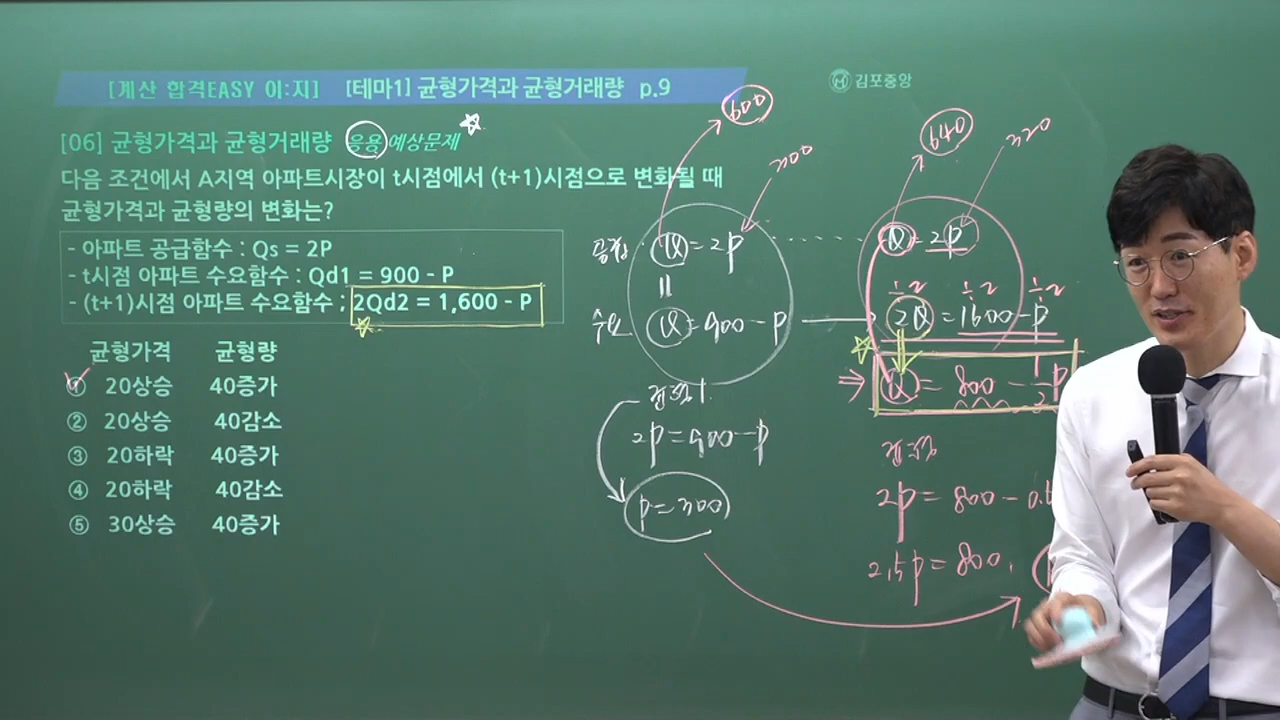 [계산 합격EASY 이:지] [테마1] 균형가격과 균형거래량 p.9
김포중앙
[06] 균형가격과 균형거래량 응용 예상문제
다음 조건에서 A지역 아파트시장이 t시점에서 (t+1)시점으로 변화될 때
균형가격과 균형량의 변화는?
- 아파트 공급함수 : Qs = 2P
- t시점 아파트 수요함수 : Qd1 = 900 - P
- (t+1)시점 아파트 수요함수 ; 2Qd2 = 1,600 - P
균형가격 균형량
① 20상승 40증가
② 20상승 40감소
③ 20하락 40증가
④ 20하락 40감소
⑤ 30상승 40증가
600
300
공급 Q = 2P
=
수요 Q = 900 - P
균형1.
2P = 900 - P
P = 300
640
320
Q = 2P
÷2 ÷2 ÷2
2Q = 1600 - P
⇒ Q = 800 - 1/2 P
균형
2P = 800 -
2.5P = 800.